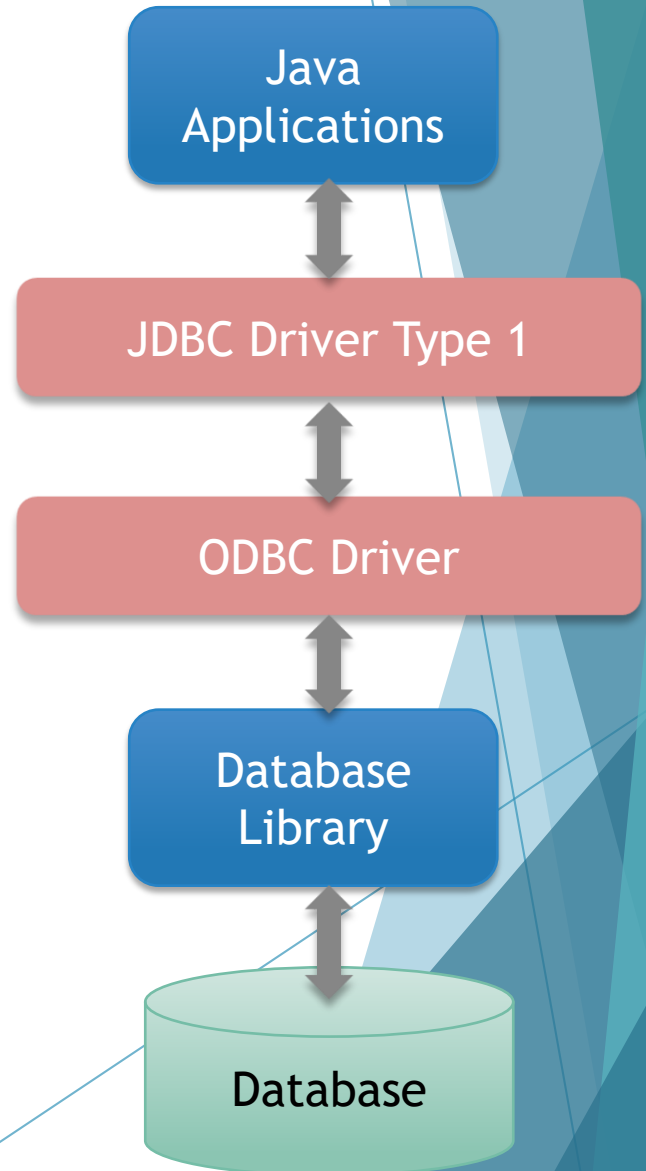 Java
Applications
JDBC Driver Type 1
ODBC Driver
Database
Library
Database